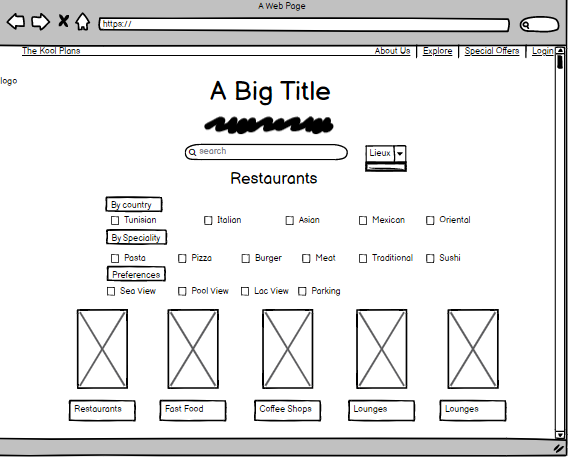 A Web Page
https://
The Kool Plans About Us Explore Special Offers Login
logo
A Big Title
search Lieux
Restaurants
By country
Tunisian Italian Asian Mexican Oriental
By Speciality
Pasta Pizza Burger Meat Traditional Sushi
Preferences
Sea View Pool View Lac View Parking
Restaurants Fast Food Coffee Shops Lounges Lounges